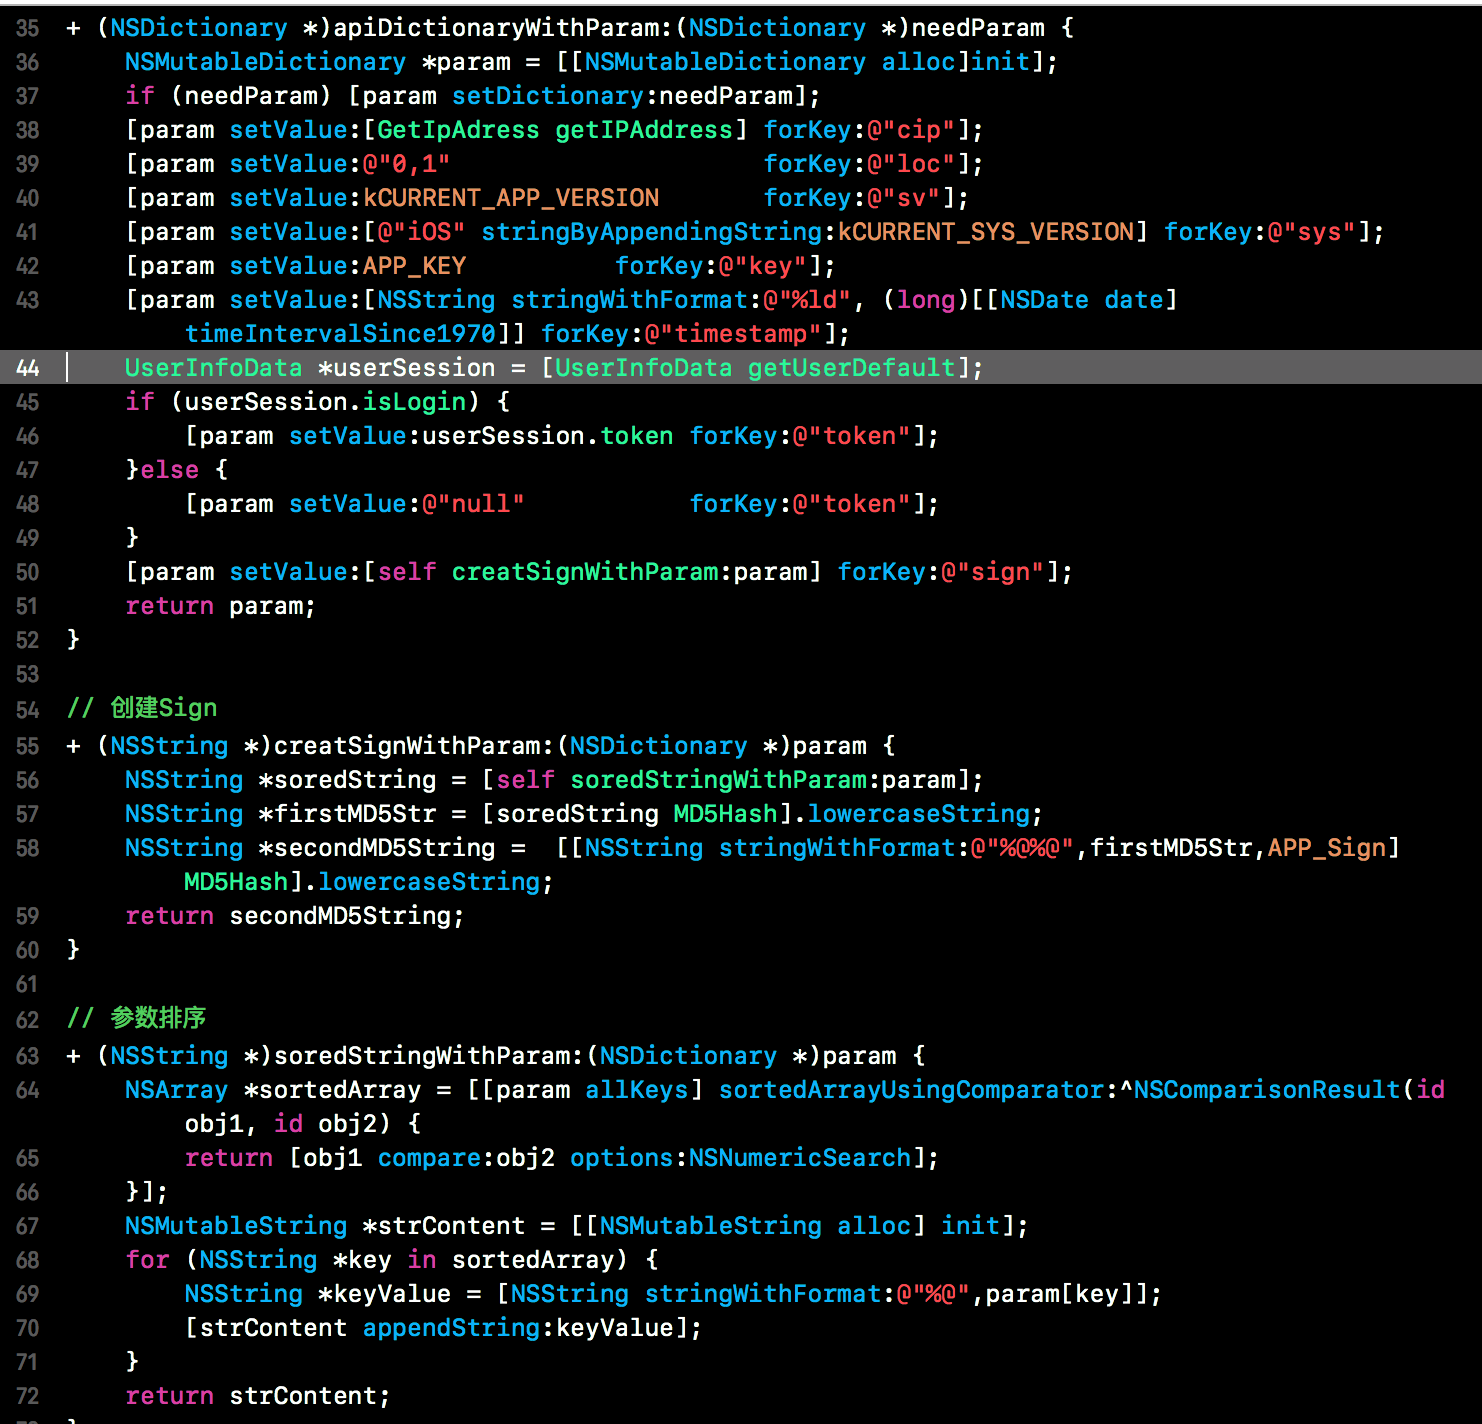 35 + (NSDictionary *)apiDictionaryWithParam:(NSDictionary *)needParam {
36     NSMutableDictionary *param = [[NSMutableDictionary alloc]init];
37     if (needParam) [param setDictionary:needParam];
38     [param setValue:[GetIpAdress getIPAddress] forKey:@"cip"];
39     [param setValue:@"0,1"                     forKey:@"loc"];
40     [param setValue:kCURRENT_APP_VERSION       forKey:@"sv"];
41     [param setValue:[@"iOS" stringByAppendingString:kCURRENT_SYS_VERSION] forKey:@"sys"];
42     [param setValue:APP_KEY          forKey:@"key"];
43     [param setValue:[NSString stringWithFormat:@"%ld", (long)[[NSDate date]
           timeIntervalSince1970]] forKey:@"timestamp"];
44     UserInfoData *userSession = [UserInfoData getUserDefault];
45     if (userSession.isLogin) {
46         [param setValue:userSession.token forKey:@"token"];
47     }else {
48         [param setValue:@"null"           forKey:@"token"];
49     }
50     [param setValue:[self creatSignWithParam:param] forKey:@"sign"];
51     return param;
52 }
53
54 // 创建Sign
55 + (NSString *)creatSignWithParam:(NSDictionary *)param {
56     NSString *soredString = [self soredStringWithParam:param];
57     NSString *firstMD5Str = [soredString MD5Hash].lowercaseString;
58     NSString *secondMD5String =  [[NSString stringWithFormat:@"%@%@",firstMD5Str,APP_Sign]
           MD5Hash].lowercaseString;
59     return secondMD5String;
60 }
61
62 // 参数排序
63 + (NSString *)soredStringWithParam:(NSDictionary *)param {
64     NSArray *sortedArray = [[param allKeys] sortedArrayUsingComparator:^NSComparisonResult(id
           obj1, id obj2) {
65         return [obj1 compare:obj2 options:NSNumericSearch];
66     }];
67     NSMutableString *strContent = [[NSMutableString alloc] init];
68     for (NSString *key in sortedArray) {
69         NSString *keyValue = [NSString stringWithFormat:@"%@",param[key]];
70         [strContent appendString:keyValue];
71     }
72     return strContent;